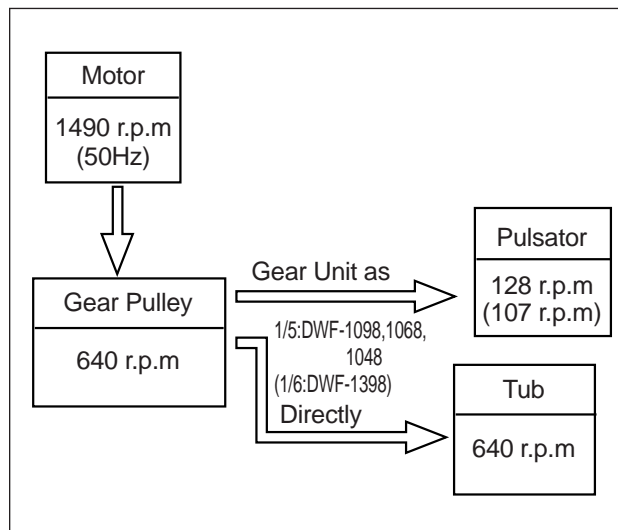 Motor
1490 r.p.m
(50Hz)
Gear Pulley
640 r.p.m
Gear Unit as
1/5:DWF-1098,1068,
1048
(1/6:DWF-1398)
Directly
Pulsator
128 r.p.m
(107 r.p.m)
Tub
640 r.p.m